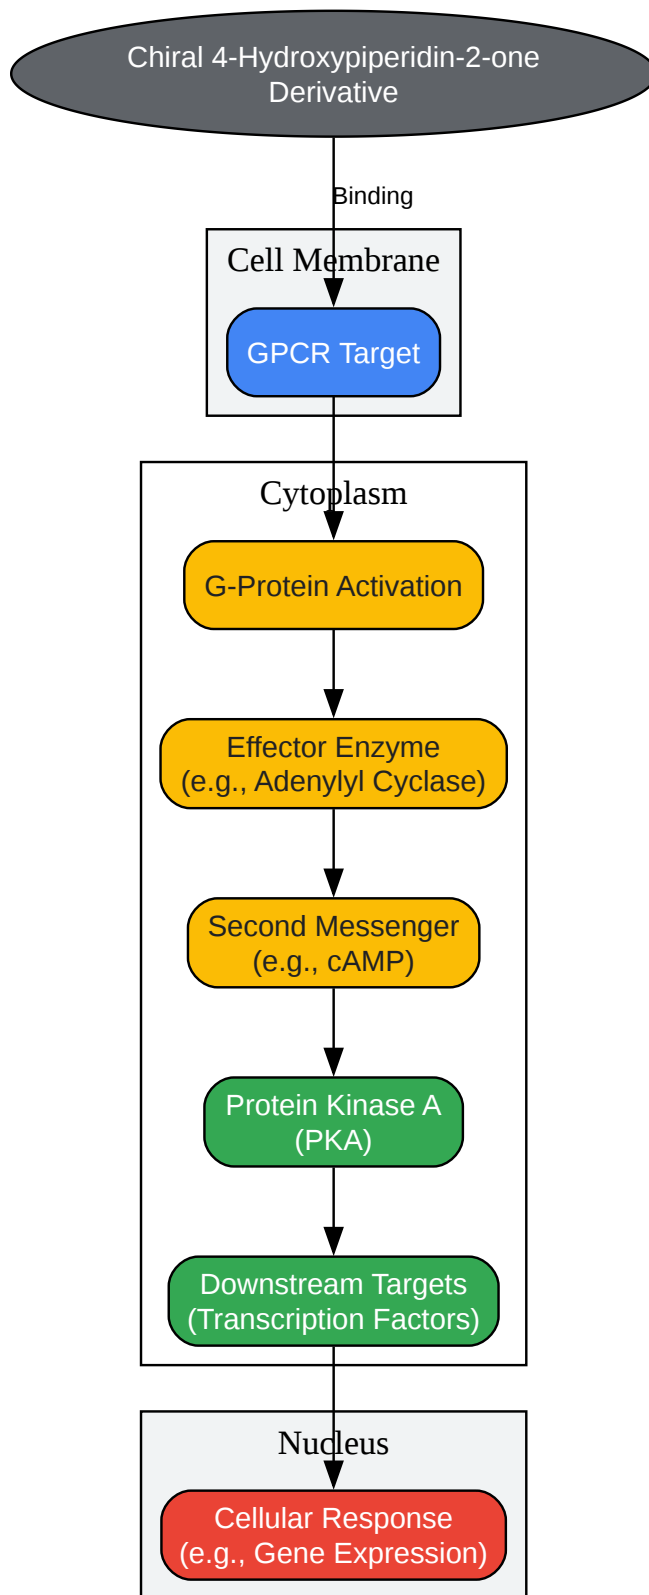 Chiral 4-Hydroxypiperidin-2-one
Derivative
Binding
Cell Membrane
GPCR Target
Cytoplasm
G-Protein Activation
Effector Enzyme
(e.g., Adenylyl Cyclase)
Second Messenger
(e.g., cAMP)
Protein Kinase A
(PKA)
Downstream Targets
(Transcription Factors)
Nucleus
Cellular Response
(e.g., Gene Expression)